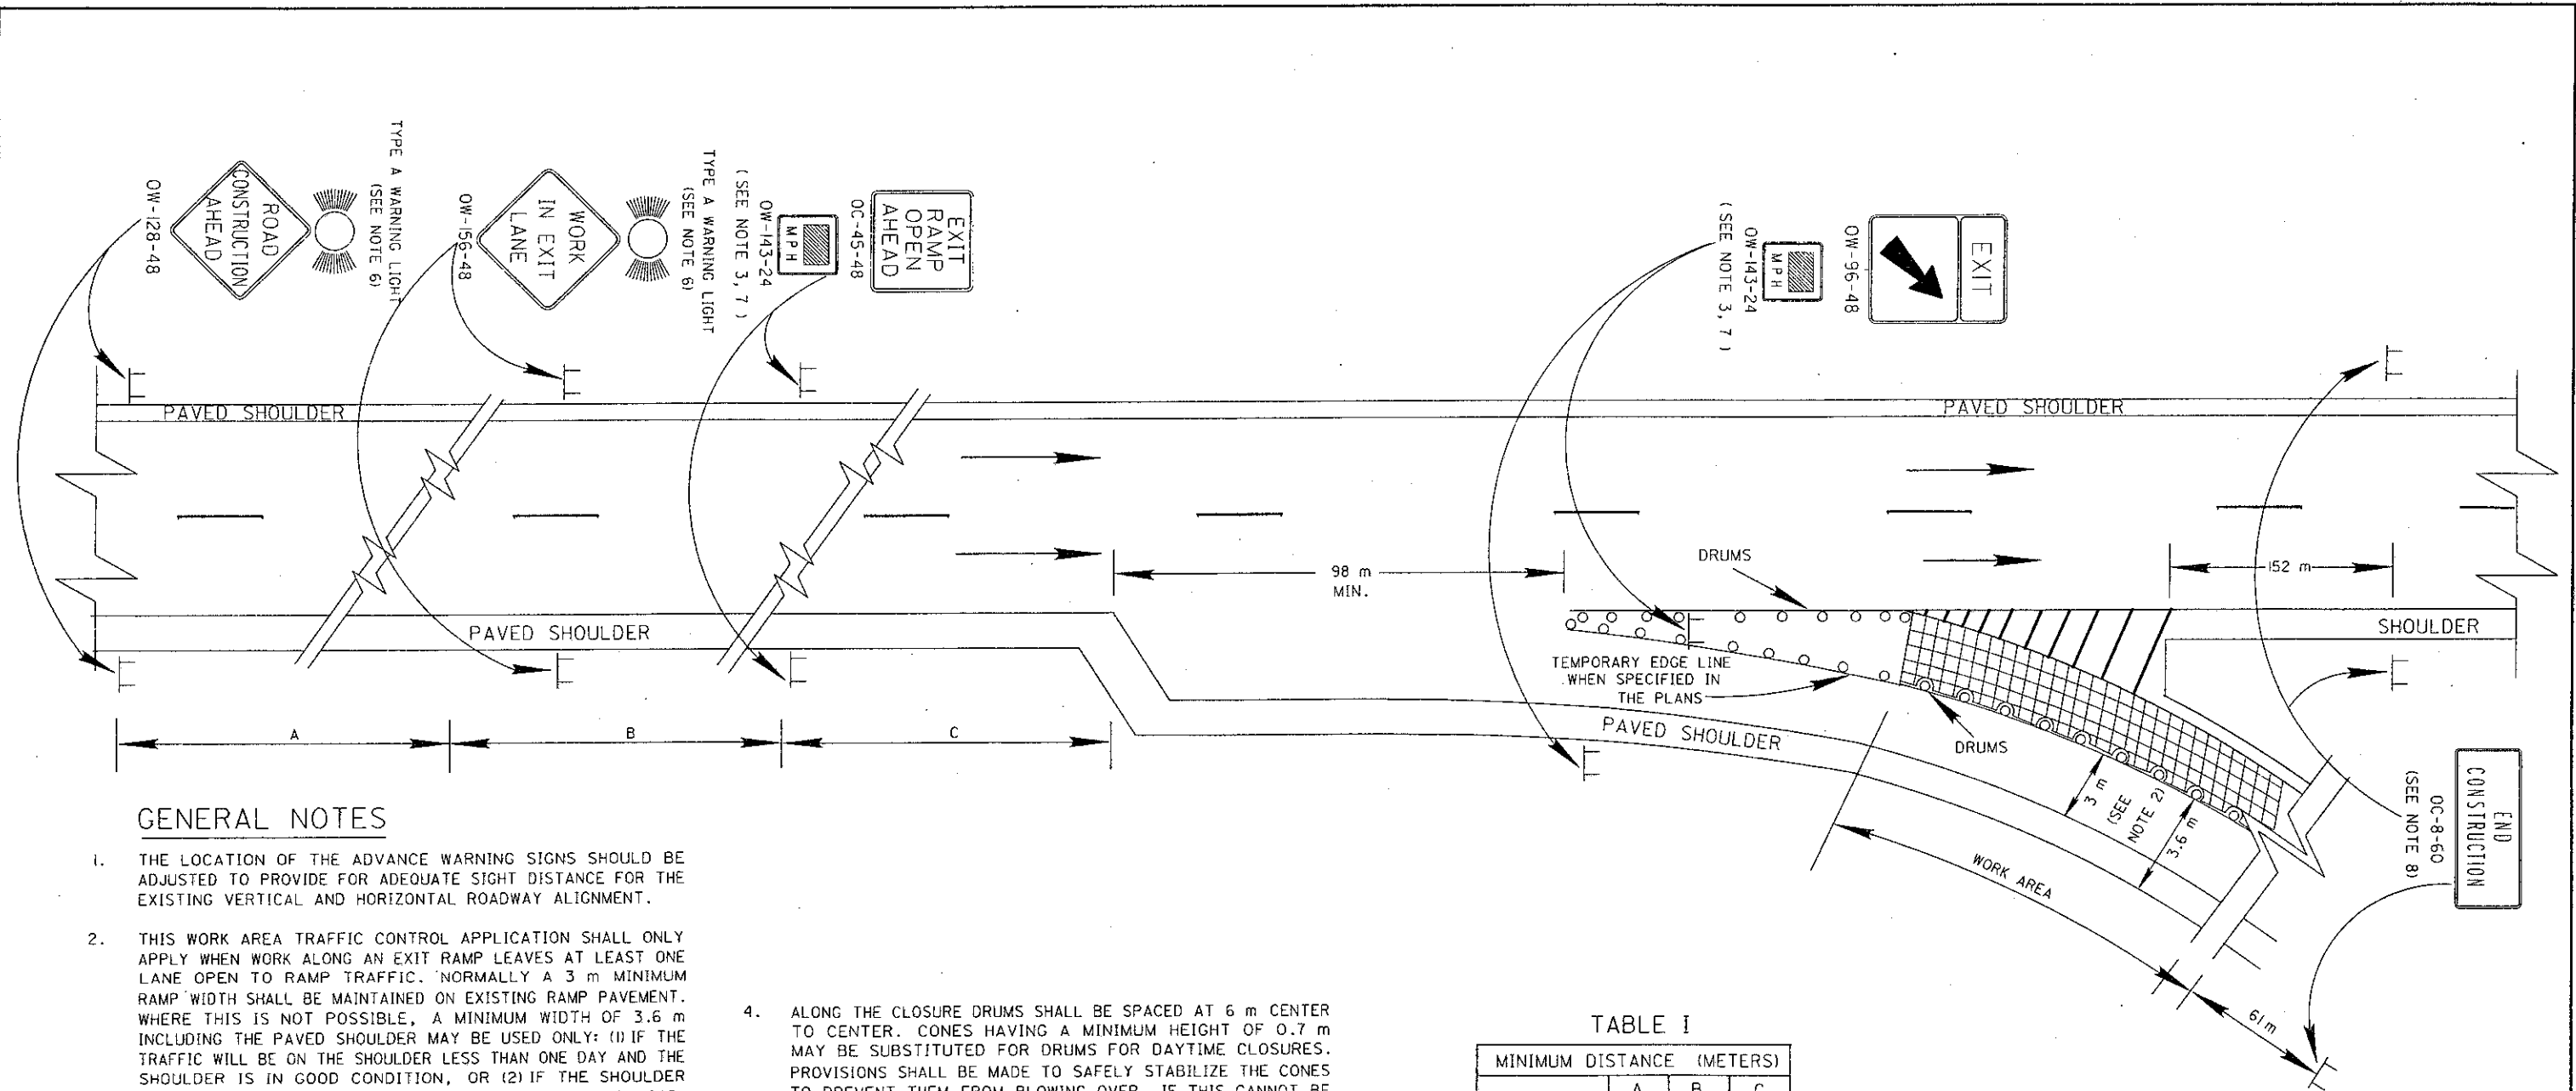 TYPE A WARNING LIGHT
(SEE NOTE 6)
ROAD
CONSTRUCTION
AHEAD
OW-128-48
TYPE A WARNING LIGHT
(SEE NOTE 6)
WORK
IN EXIT
LANE
OW-156-48
EXIT
RAMP
OPEN
AHEAD
OC-45-48
MPH
OW-143-24
(SEE NOTE 3, 7 )
EXIT
OW-96-48
MPH
OW-143-24
(SEE NOTE 3, 7 )
PAVED SHOULDER
PAVED SHOULDER
98 m
MIN.
DRUMS
152 m
PAVED SHOULDER
SHOULDER
TEMPORARY EDGE LINE
WHEN SPECIFIED IN
THE PLANS
PAVED SHOULDER
DRUMS
A
B
C
3 m
(SEE
NOTE 2)
3.6 m
WORK AREA
61m
END
CONSTRUCTION
OC-8-60
(SEE NOTE 8)
GENERAL NOTES
1. THE LOCATION OF THE ADVANCE WARNING SIGNS SHOULD BE
ADJUSTED TO PROVIDE FOR ADEQUATE SIGHT DISTANCE FOR THE
EXISTING VERTICAL AND HORIZONTAL ROADWAY ALIGNMENT.
2. THIS WORK AREA TRAFFIC CONTROL APPLICATION SHALL ONLY
APPLY WHEN WORK ALONG AN EXIT RAMP LEAVES AT LEAST ONE
LANE OPEN TO RAMP TRAFFIC. NORMALLY A 3 m MINIMUM
RAMP WIDTH SHALL BE MAINTAINED ON EXISTING RAMP PAVEMENT.
WHERE THIS IS NOT POSSIBLE, A MINIMUM WIDTH OF 3.6 m
INCLUDING THE PAVED SHOULDER MAY BE USED ONLY: (1) IF THE
TRAFFIC WILL BE ON THE SHOULDER LESS THAN ONE DAY AND THE
SHOULDER IS IN GOOD CONDITION, OR (2) IF THE SHOULDER
4. ALONG THE CLOSURE DRUMS SHALL BE SPACED AT 6 m CENTER
TO CENTER. CONES HAVING A MINIMUM HEIGHT OF 0.7 m
MAY BE SUBSTITUTED FOR DRUMS FOR DAYTIME CLOSURES.
PROVISIONS SHALL BE MADE TO SAFELY STABILIZE THE CONES
TO PREVENT THEM FROM BLOWING OVER. IF THIS CANNOT BE
TABLE I
MINIMUM DISTANCE (METERS)
A B C